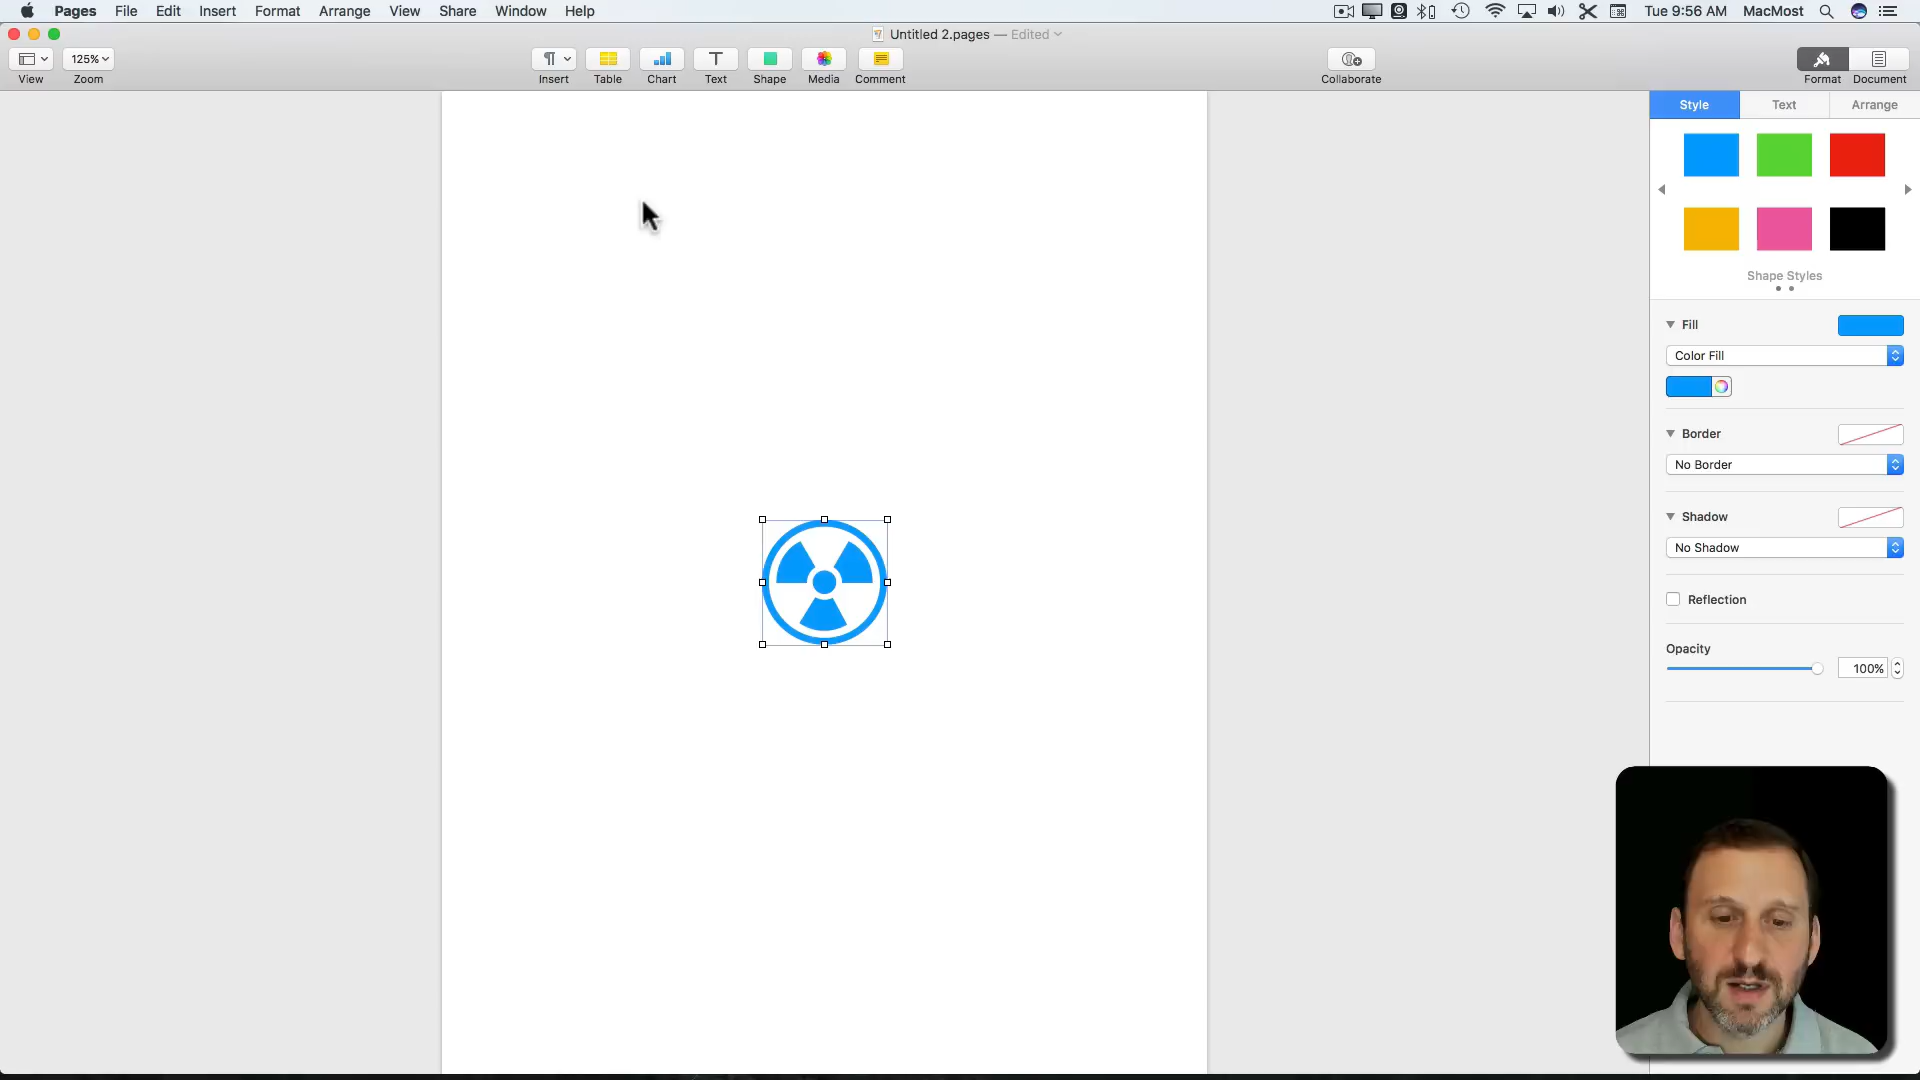 Pages File Edit Insert Format Arrange View Share Window Help Tue 9:56 AM MacMost
Untitled 2.pages — Edited
125%
View Zoom Insert Table Chart Text Shape Media Comment Collaborate Format Document
Style Text Arrange
Shape Styles
Fill
Color Fill
Border
No Border
Shadow
No Shadow
Reflection
Opacity
100%